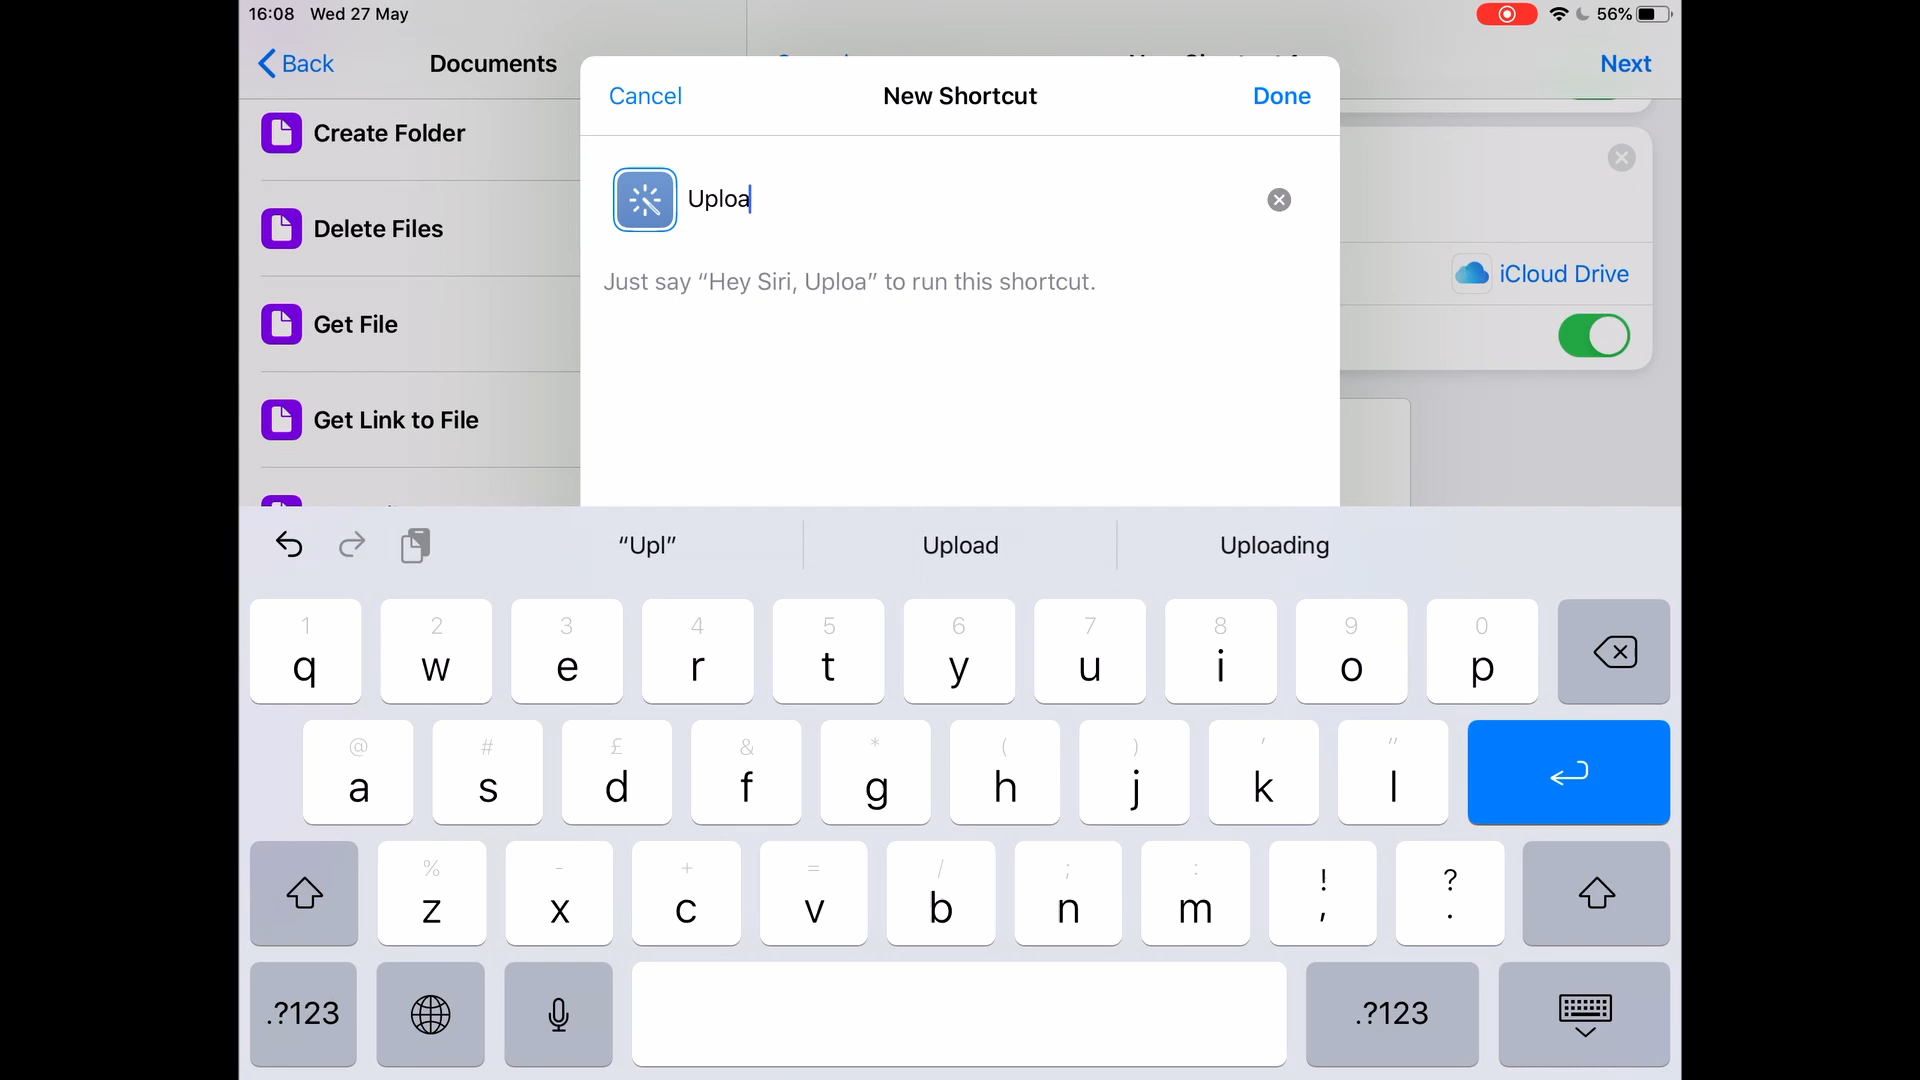 16:08 Wed 27 May
56%
Back
Documents
Next
Cancel
New Shortcut
Done
Create Folder
Delete Files
Get File
Get Link to File
Uploa
Just say “Hey Siri, Uploa” to run this shortcut.
iCloud Drive
“Upl”
Upload
Uploading
1 2 3 4 5 6 7 8 9 0
q w e r t y u i o p
@ # £ & * ( ) ' "
a s d f g h j k l
% - + = / ; : ! ?
z x c v b n m , .
.?123
.?123